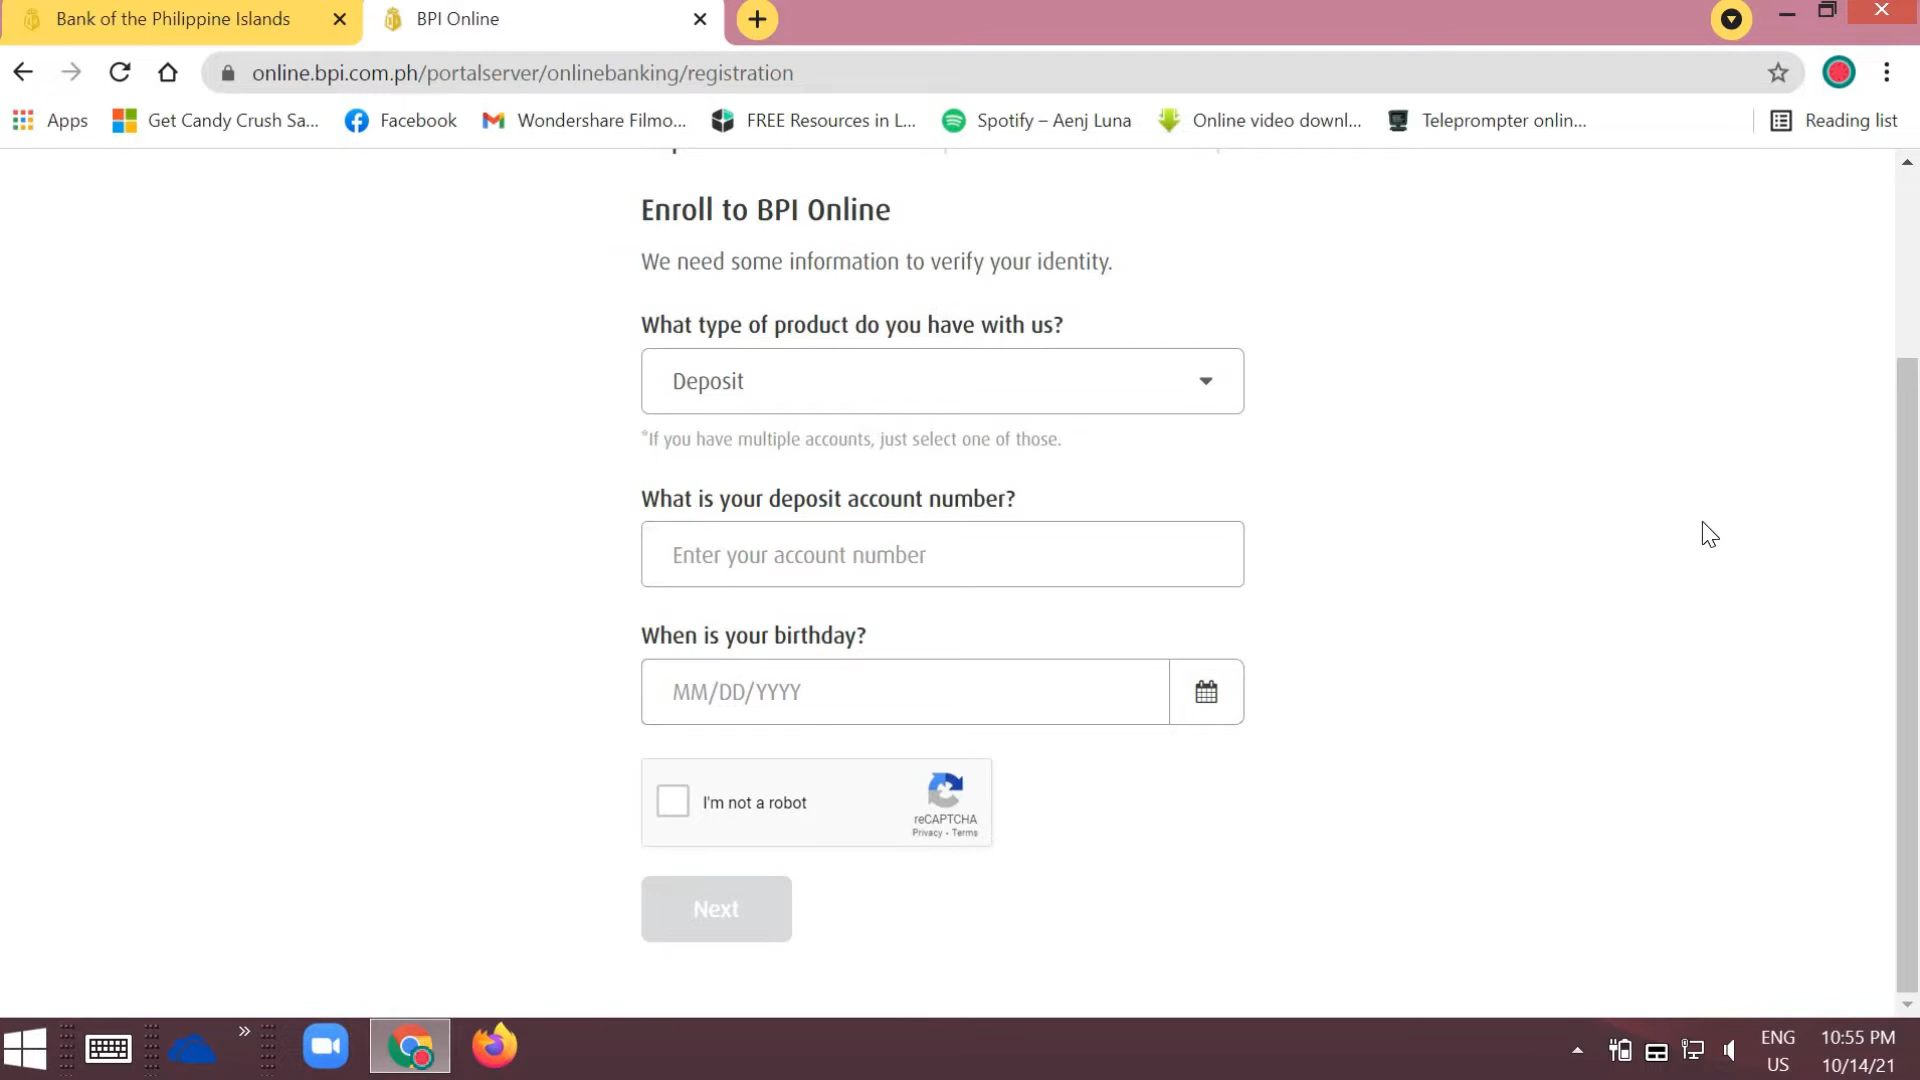 Bank of the Philippine Islands
BPI Online
online.bpi.com.ph/portalserver/onlinebanking/registration
Apps
Get Candy Crush Sa...
Facebook
Wondershare Filmo...
FREE Resources in L...
Spotify – Aenj Luna
Online video downl...
Teleprompter onlin...
Reading list
Enroll to BPI Online
We need some information to verify your identity.
What type of product do you have with us?
Deposit
*If you have multiple accounts, just select one of those.
What is your deposit account number?
Enter your account number
When is your birthday?
MM/DD/YYYY
I'm not a robot
reCAPTCHA
Privacy - Terms
Next
ENG
US
10:55 PM
10/14/21